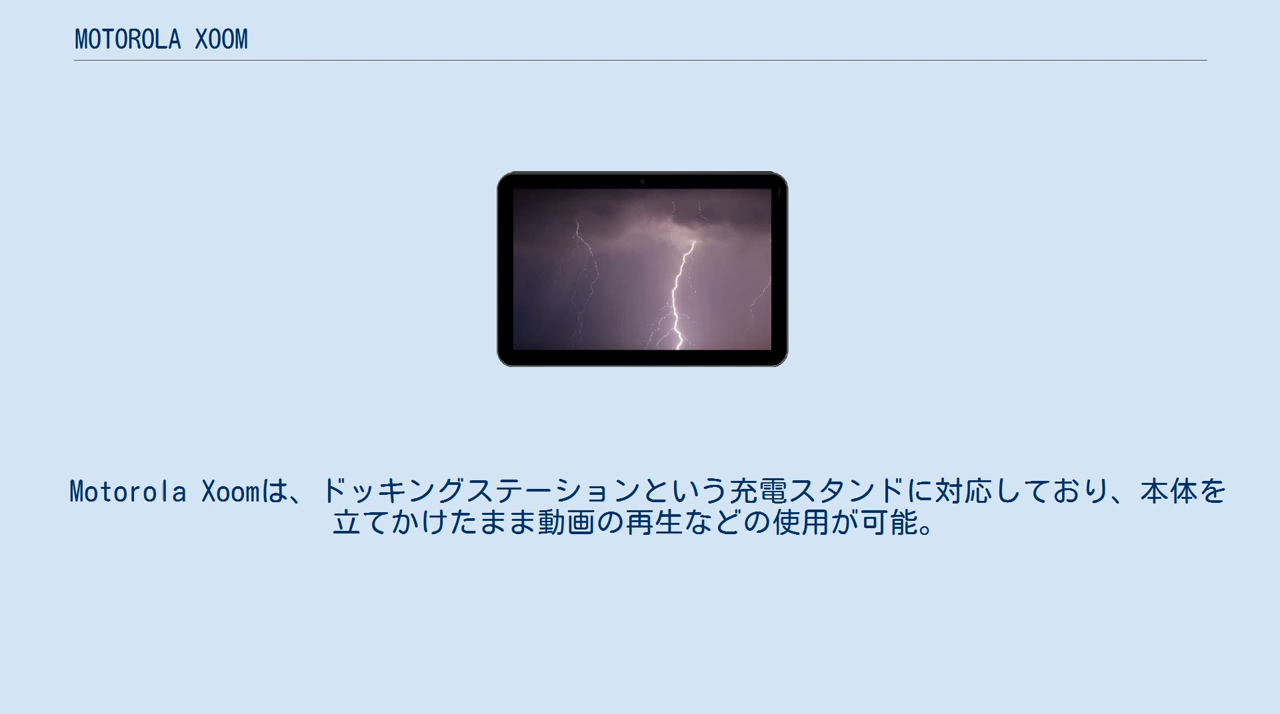 MOTOROLA XOOM
Motorola Xoomは、ドッキングステーションという充電スタンドに対応しており、本体を
立てかけたまま動画の再生などの使用が可能。